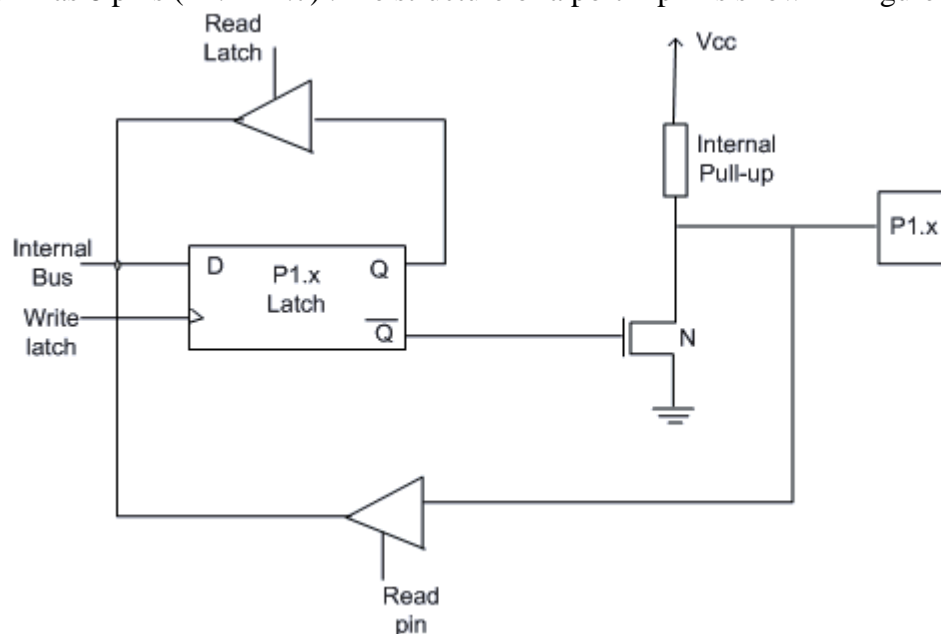 Read
Latch
Vcc
Internal
Pull-up
P1.x
Internal
Bus
D
Q
P1.x
Latch
Write
latch
Q
N
Read
pin